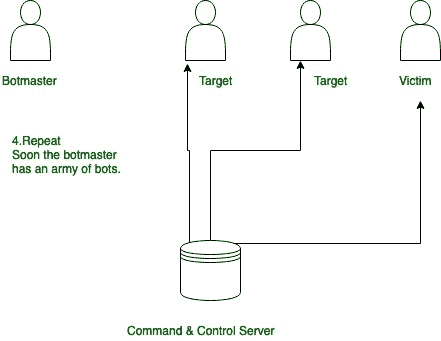 Botmaster
Target
Target
Victim
4.Repeat
Soon the botmaster
has an army of bots.
Command & Control Server